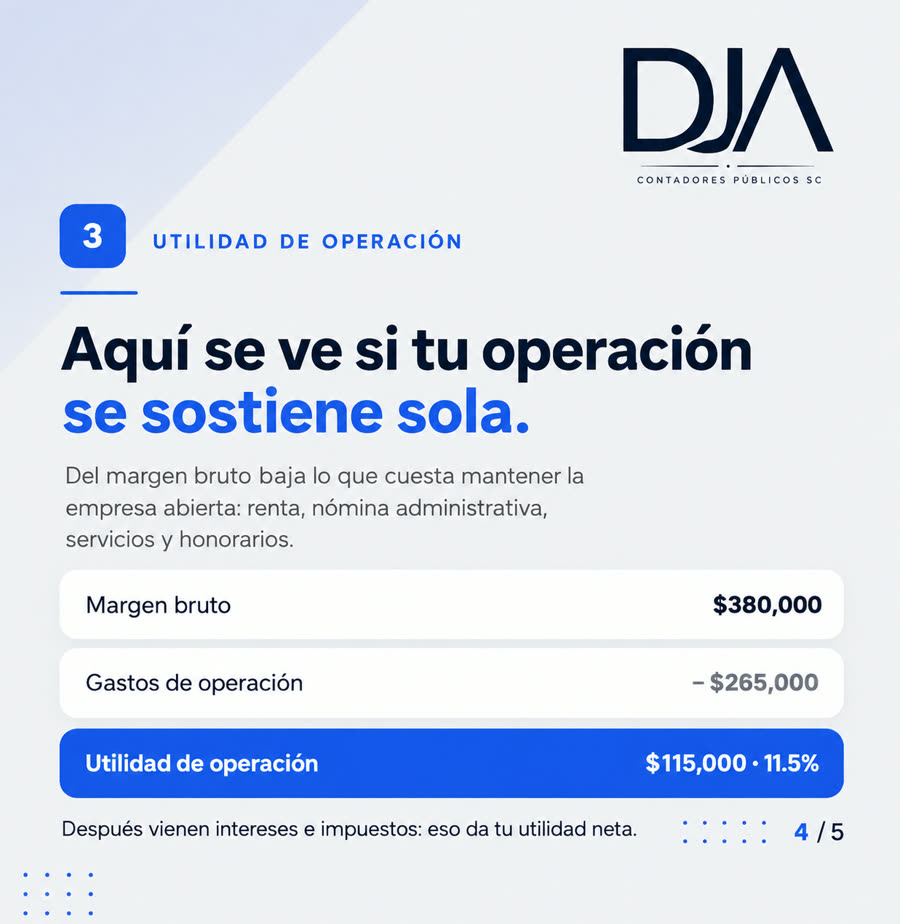 DJA
CONTADORES PÚBLICOS SC
3
UTILIDAD DE OPERACIÓN
Aquí se ve si tu operación
se sostiene sola.
Del margen bruto baja lo que cuesta mantener la
empresa abierta: renta, nómina administrativa,
servicios y honorarios.
Margen bruto $380,000
Gastos de operación – $265,000
Utilidad de operación $115,000 • 11.5%
Después vienen intereses e impuestos: eso da tu utilidad neta.
4 / 5